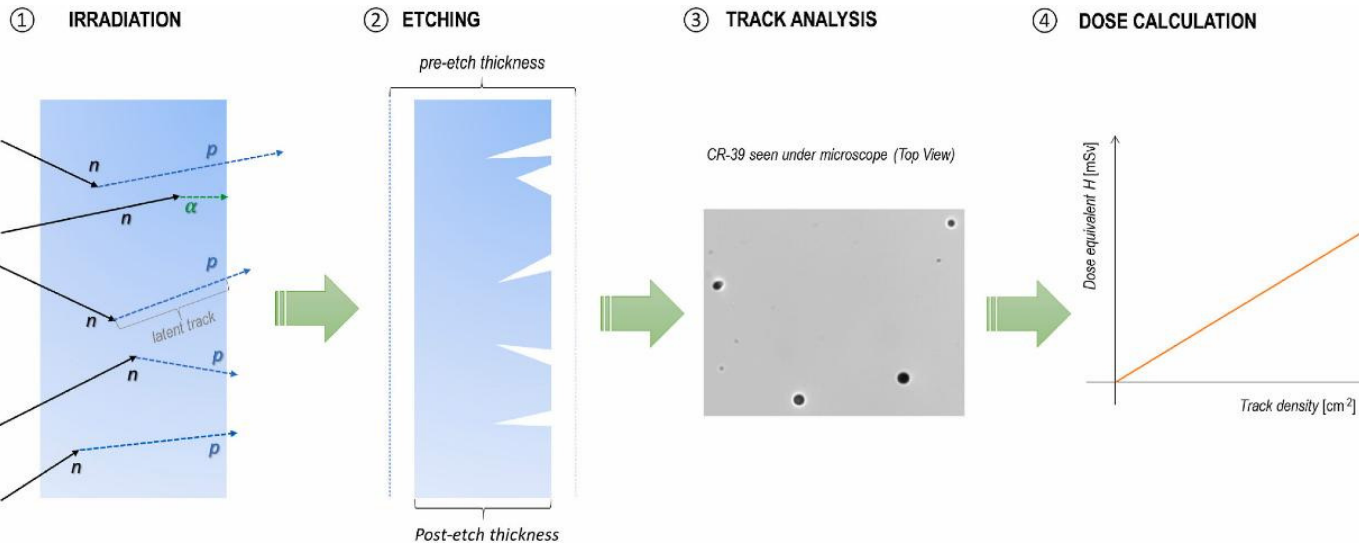 ① IRRADIATION
n
p
n
α
n
p
latent track
n
p
n
p
② ETCHING
pre-etch thickness
Post-etch thickness
③ TRACK ANALYSIS
CR-39 seen under microscope (Top View)
④ DOSE CALCULATION
Dose equivalent H [mSv]
Track density [cm⁻²]